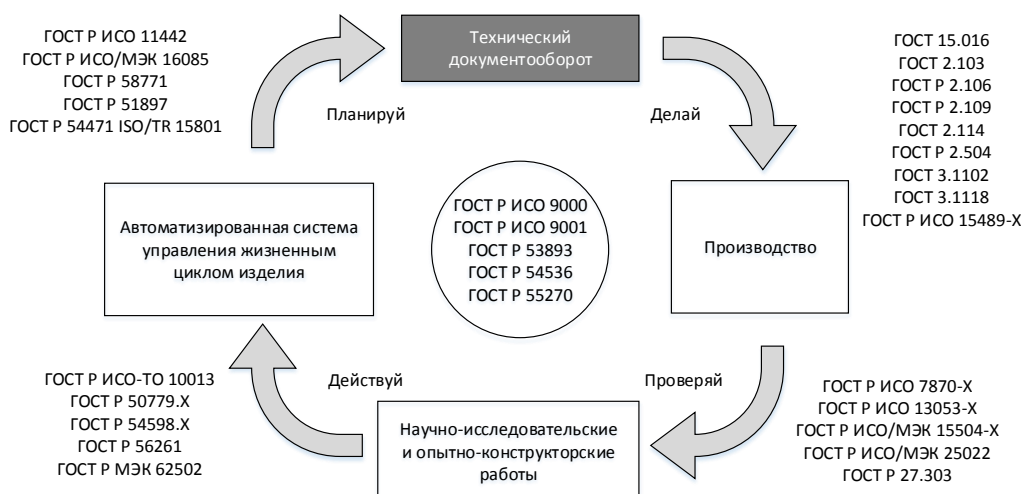 ГОСТ Р ИСО 11442
ГОСТ Р ИСО/МЭК 16085
ГОСТ Р 58771
ГОСТ Р 51897
ГОСТ Р 54471 ISO/TR 15801
Планируй
Технический
документооборот
Делай
ГОСТ 15.016
ГОСТ 2.103
ГОСТ Р 2.106
ГОСТ Р 2.109
ГОСТ 2.114
ГОСТ Р 2.504
ГОСТ 3.1102
ГОСТ 3.1118
ГОСТ Р ИСО 15489-X
Автоматизированная система
управления жизненным
циклом изделия
ГОСТ Р ИСО 9000
ГОСТ Р ИСО 9001
ГОСТ Р 53893
ГОСТ Р 54536
ГОСТ Р 55270
Производство
ГОСТ Р ИСО-ТО 10013
ГОСТ Р 50779.X
ГОСТ Р 54598.X
ГОСТ Р 56261
ГОСТ Р МЭК 62502
Действуй
Научно-исследовательские
и опытно-конструкторские
работы
Проверяй
ГОСТ Р ИСО 7870-X
ГОСТ Р ИСО 13053-X
ГОСТ Р ИСО/МЭК 15504-X
ГОСТ Р ИСО/МЭК 25022
ГОСТ Р 27.303